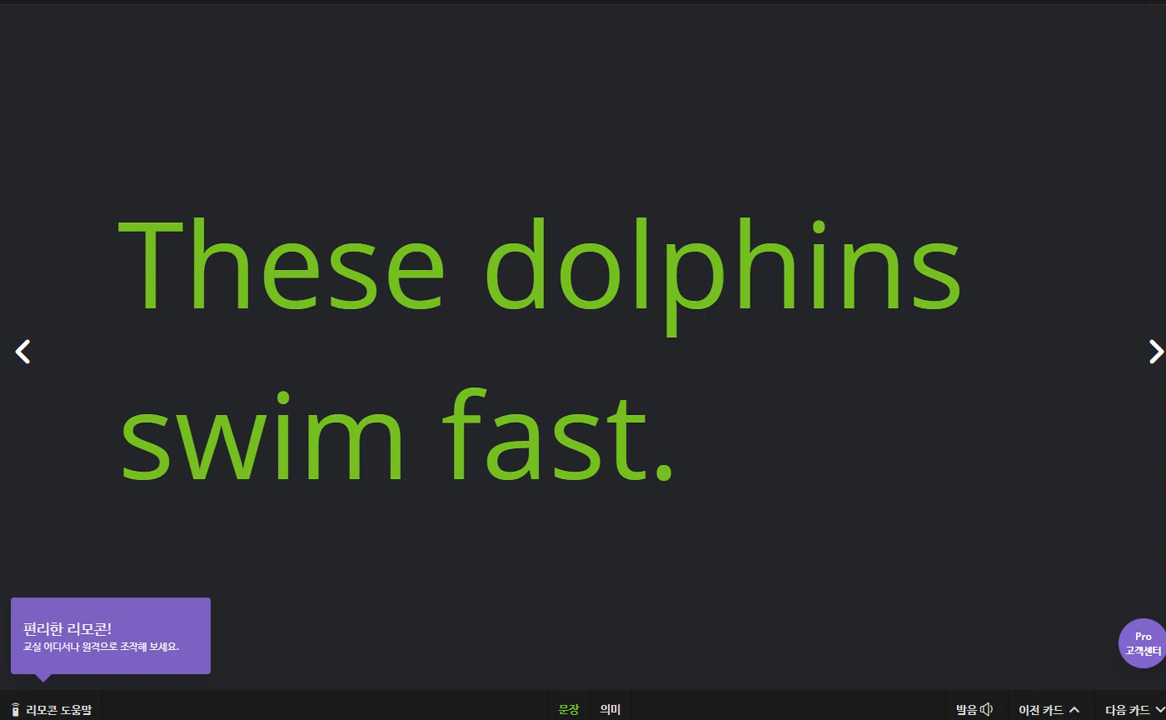 These dolphins
swim fast.
편리한 리모콘!
교실 어디서나 원격으로 조작해 보세요.
Pro
고객센터
리모콘 도움말
문장
의미
발음
이전 카드
다음 카드